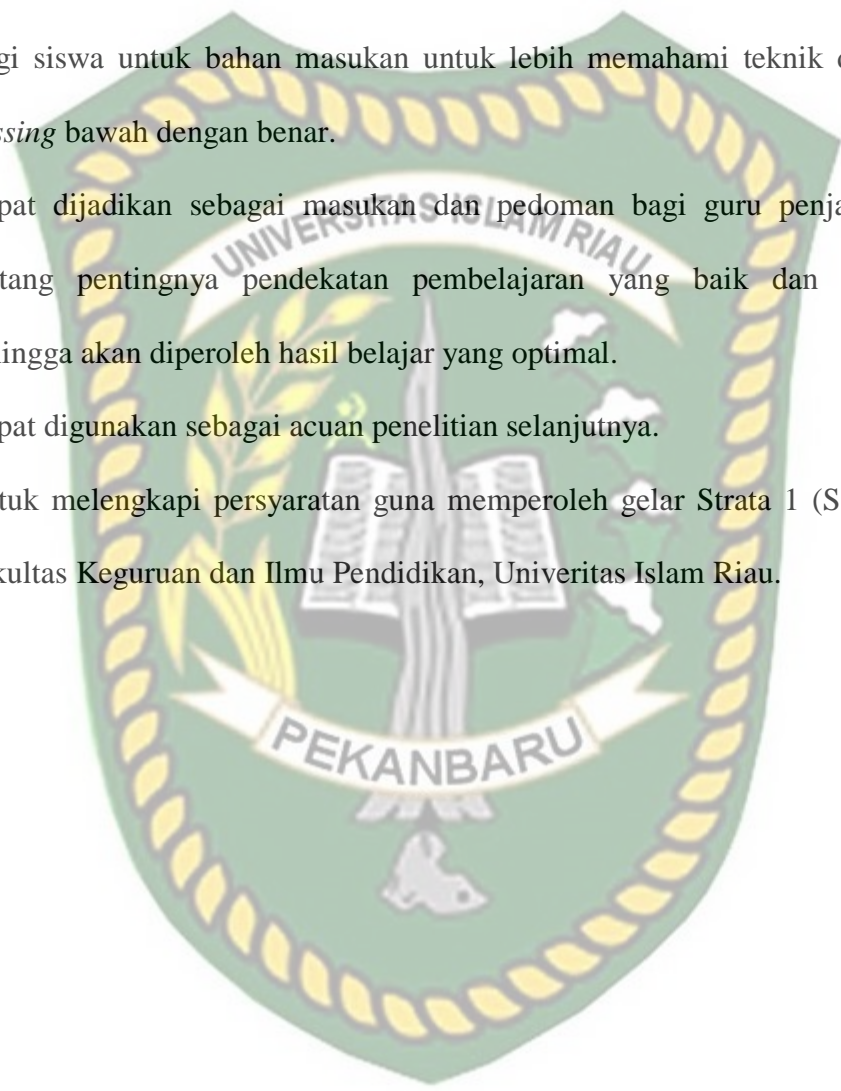 gi siswa untuk bahan masukan untuk lebih memahami teknik d
ssing bawah dengan benar.
pat dijadikan sebagai masukan dan pedoman bagi guru penja
tang pentingnya pendekatan pembelajaran yang baik dan
ingga akan diperoleh hasil belajar yang optimal.
pat digunakan sebagai acuan penelitian selanjutnya.
tuk melengkapi persyaratan guna memperoleh gelar Strata 1 (S
kultas Keguruan dan Ilmu Pendidikan, Univeritas Islam Riau.
UNIVERSITAS ISLAM RIAU
PEKANBARU